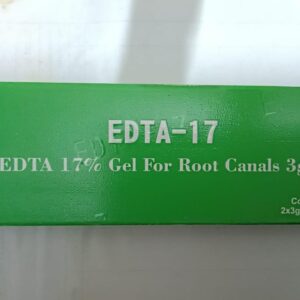 EDTA-17
EDTA 17% Gel For Root Canals 3g
2x3g